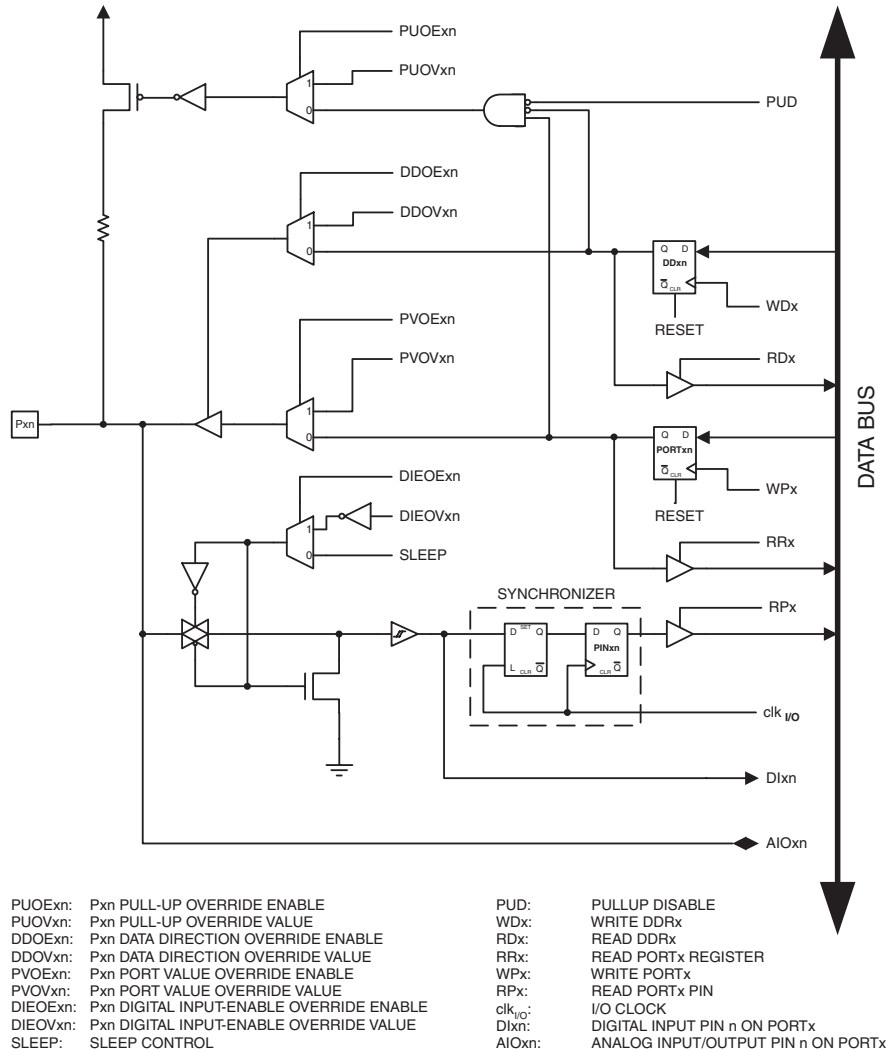 PUOExn
PUOVxn
1
0
PUD
DDOExn
DDOVxn
1
0
Q D
DDxn
Q CLR
WDx
RESET
RDx
PVOExn
PVOVxn
1
0
Pxn
Q D
PORTxn
Q CLR
WPx
RESET
RRx
DATA BUS
DIEOExn
DIEOVxn
1
0
SLEEP
SYNCHRONIZER
RPx
D SET Q
L CLR Q
D Q
PINxn
CLR Q
clk I/O
DIxn
AIOxn
PUOExn: Pxn PULL-UP OVERRIDE ENABLE
PUOVxn: Pxn PULL-UP OVERRIDE VALUE
DDOExn: Pxn DATA DIRECTION OVERRIDE ENABLE
DDOVxn: Pxn DATA DIRECTION OVERRIDE VALUE
PVOExn: Pxn PORT VALUE OVERRIDE ENABLE
PVOVxn: Pxn PORT VALUE OVERRIDE VALUE
DIEOExn: Pxn DIGITAL INPUT-ENABLE OVERRIDE ENABLE
DIEOVxn: Pxn DIGITAL INPUT-ENABLE OVERRIDE VALUE
SLEEP: SLEEP CONTROL
PUD: PULLUP DISABLE
WDx: WRITE DDRx
RDx: READ DDRx
RRx: READ PORTx REGISTER
WPx: WRITE PORTx
RPx: READ PORTx PIN
clk I/O: I/O CLOCK
DIxn: DIGITAL INPUT PIN n ON PORTx
AIOxn: ANALOG INPUT/OUTPUT PIN n ON PORTx